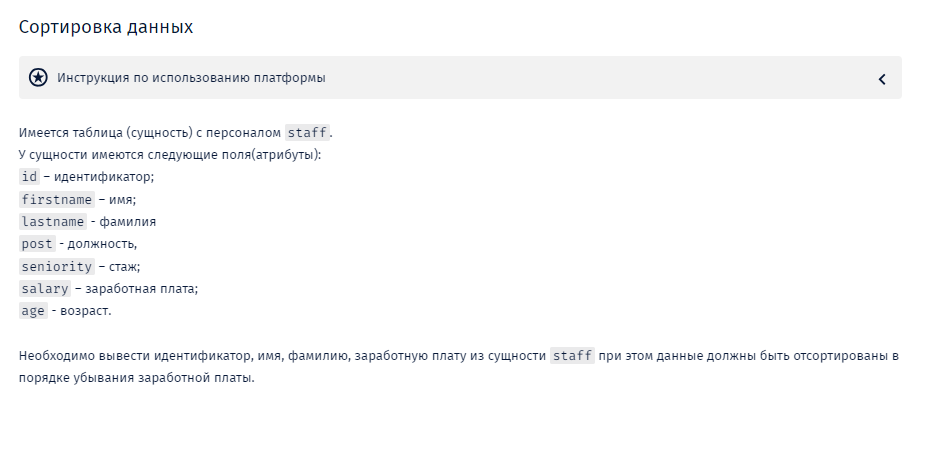 Сортировка данных
Инструкция по использованию платформы
Имеется таблица (сущность) с персоналом staff.
У сущности имеются следующие поля(атрибуты):
id – идентификатор;
firstname – имя;
lastname - фамилия
post - должность,
seniority – стаж;
salary – заработная плата;
age - возраст.
Необходимо вывести идентификатор, имя, фамилию, заработную плату из сущности staff при этом данные должны быть отсортированы в
порядке убывания заработной платы.